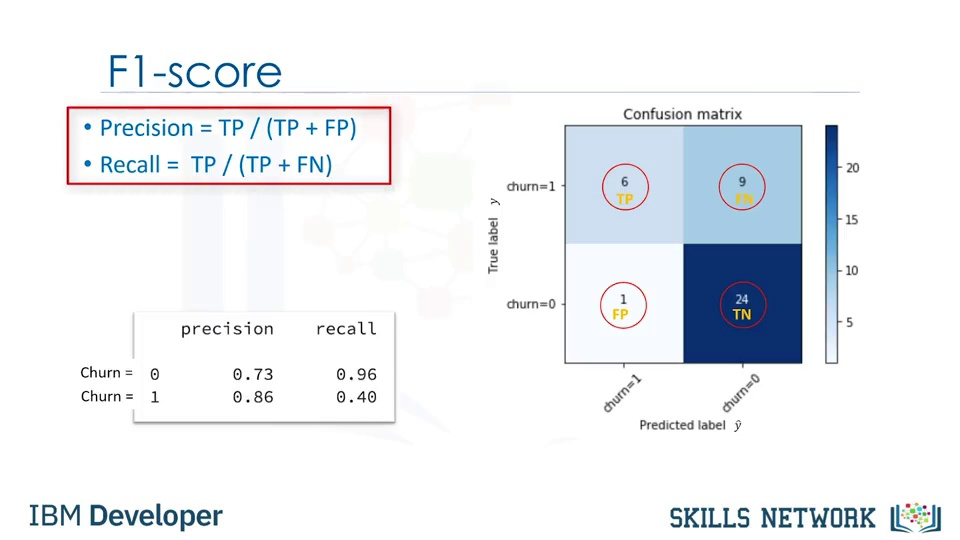 F1-score
• Precision = TP / (TP + FP)
• Recall = TP / (TP + FN)
precision recall
Churn = 0 0.73 0.96
Churn = 1 0.86 0.40
Confusion matrix
True label y
churn=1
churn=0
6
TP
9
FN
1
FP
24
TN
20
15
10
5
churn=1
churn=0
Predicted label ŷ
IBM Developer
SKILLS NETWORK